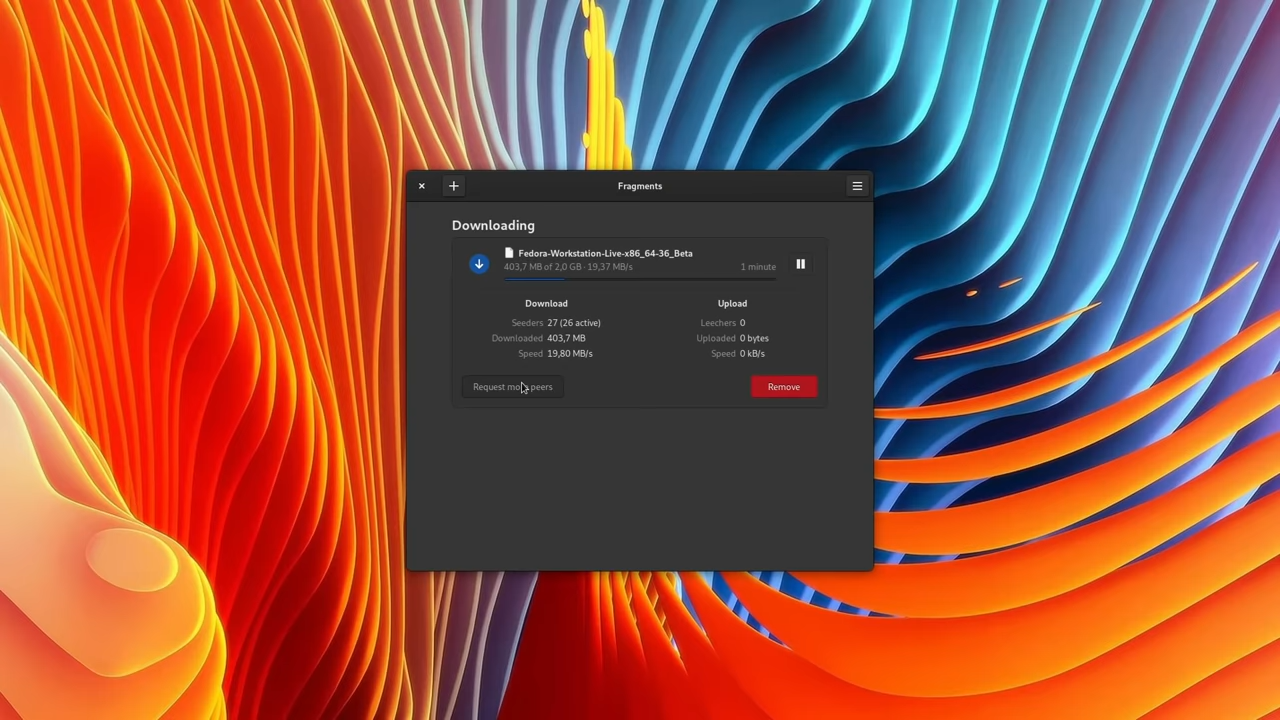 Fragments
Downloading
Fedora-Workstation-Live-x86_64-36_Beta
403,7 MB of 2,0 GB · 19,37 MB/s 1 minute
Download Upload
Seeders 27 (26 active) Leechers 0
Downloaded 403,7 MB Uploaded 0 bytes
Speed 19,80 MB/s Speed 0 kB/s
Request more peers Remove